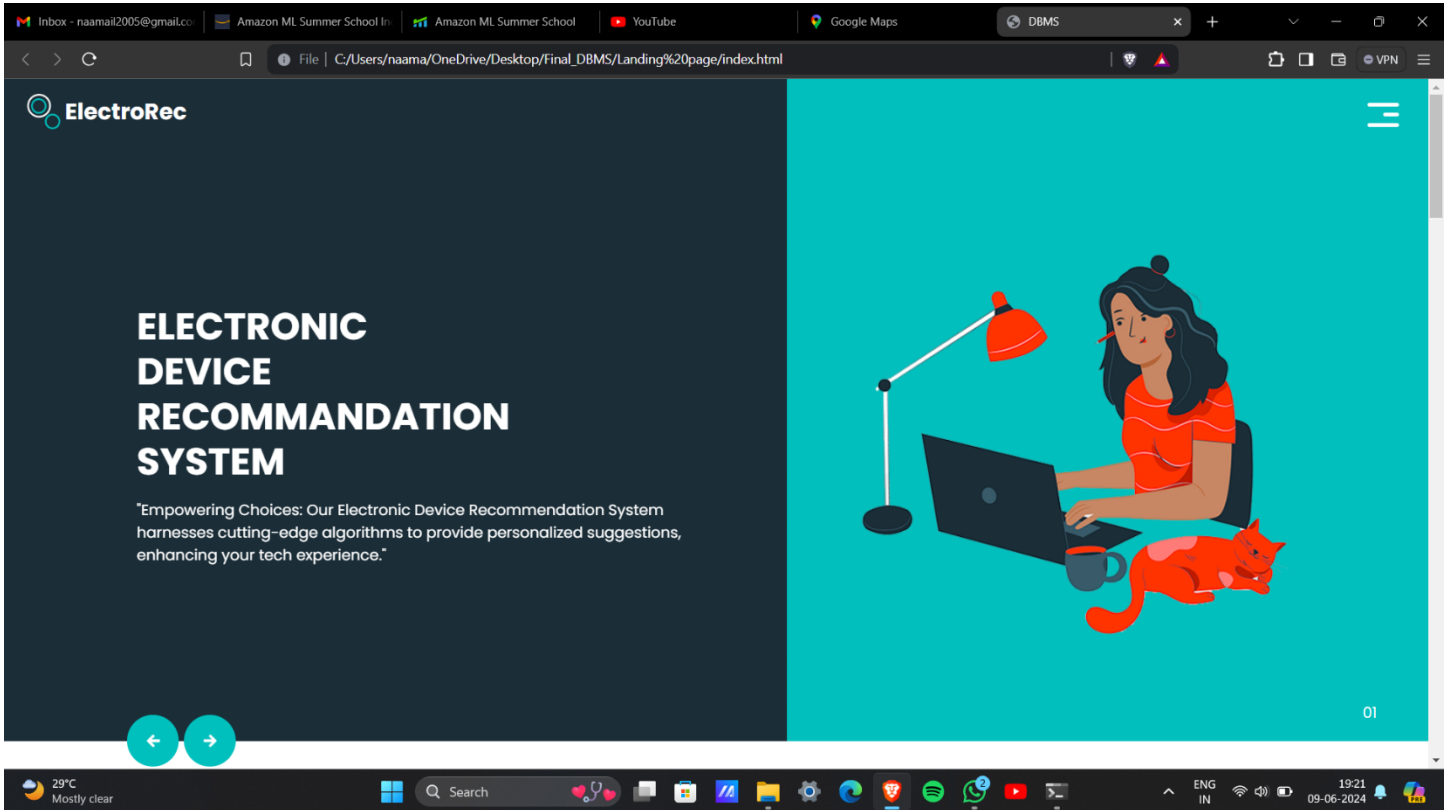 Inbox - naamail2005@gmail.co
Amazon ML Summer School In
Amazon ML Summer School
YouTube
Google Maps
DBMS
File | C:/Users/naama/OneDrive/Desktop/Final_DBMS/Landing%20page/index.html
VPN
ElectroRec
ELECTRONIC
DEVICE
RECOMMANDATION
SYSTEM
"Empowering Choices: Our Electronic Device Recommendation System
harnesses cutting-edge algorithms to provide personalized suggestions,
enhancing your tech experience."
01
29°C
Mostly clear
Search
2
ENG
IN
19:21
09-06-2024
PRE